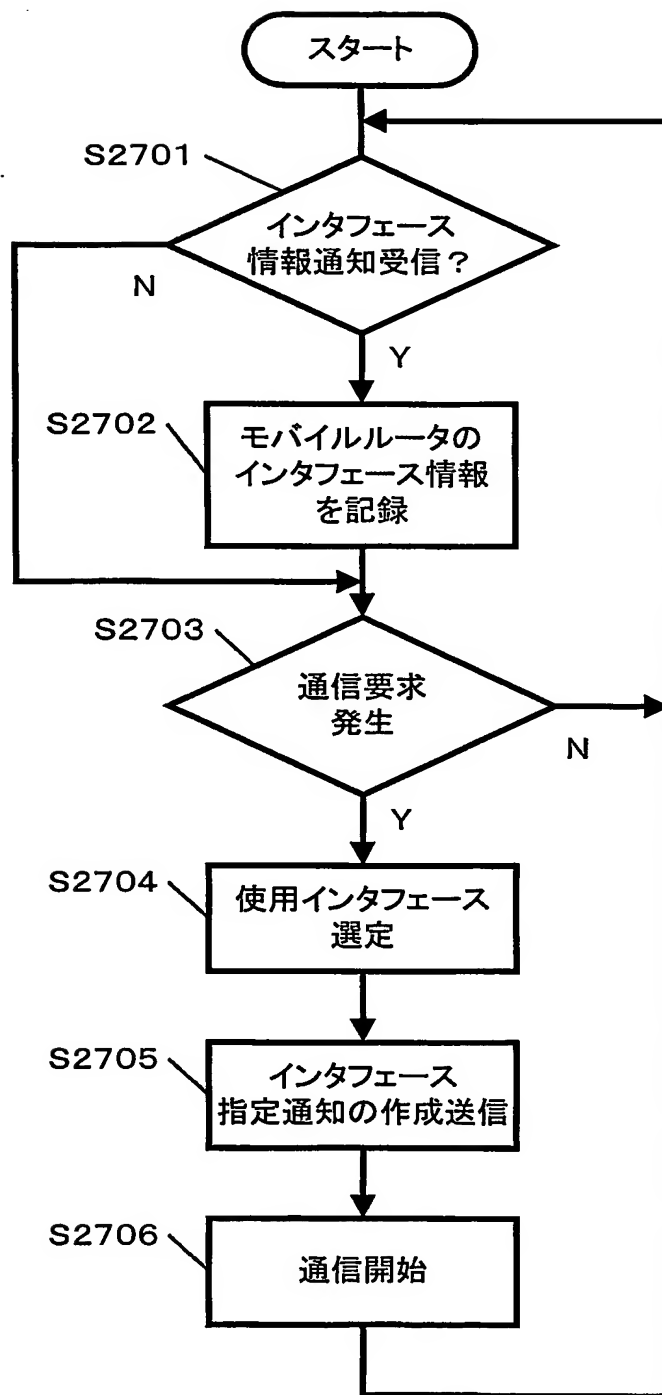 スタート
S2701
インタフェース
情報通知受信？
N
Y
S2702
モバイルルータの
インタフェース情報
を記録
S2703
通信要求
発生
N
Y
S2704
使用インタフェース
選定
S2705
インタフェース
指定通知の作成送信
S2706
通信開始